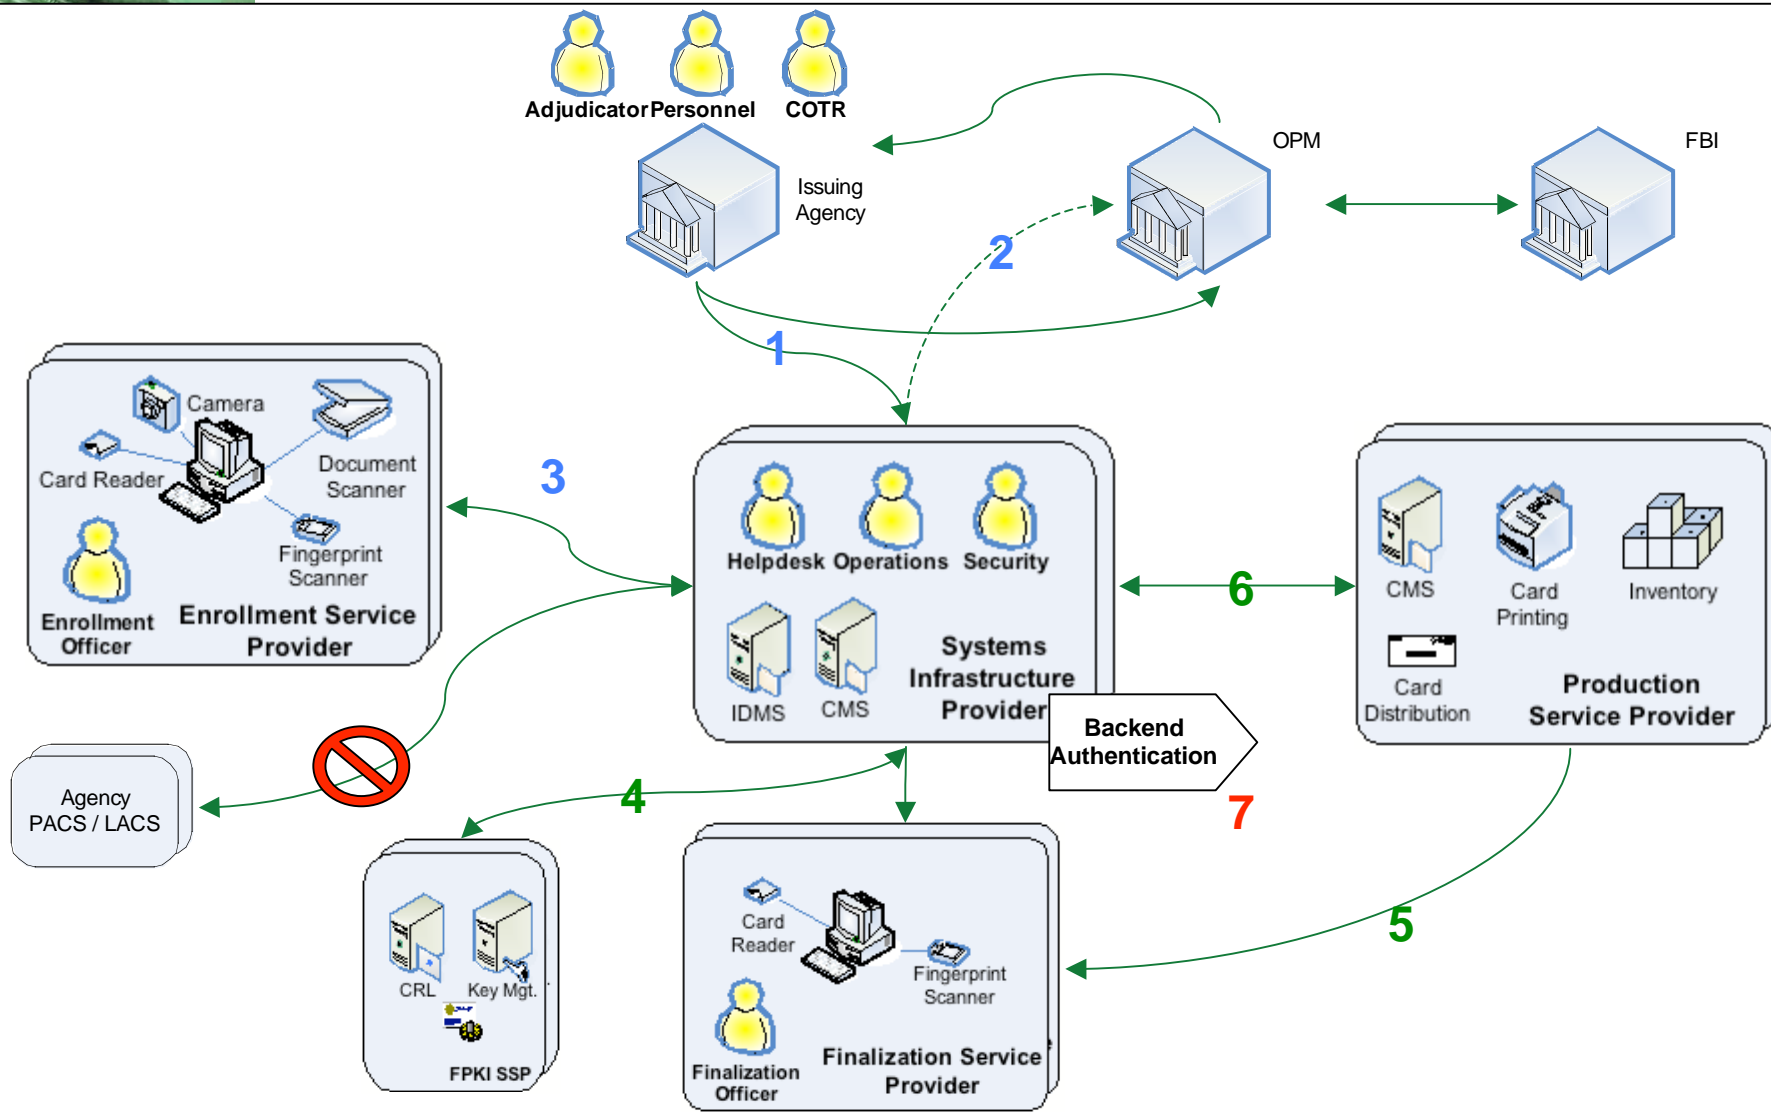 Adjudicator Personnel COTR
OPM
FBI
Issuing
Agency
2
1
Camera
Document
Scanner
Card Reader
Fingerprint
Scanner
Enrollment
Officer
Enrollment Service
Provider
3
Helpdesk Operations Security
IDMS
CMS
Systems
Infrastructure
Provider
Backend
Authentication
6
CMS
Card
Printing
Inventory
Card
Distribution
Production
Service Provider
Agency
PACS / LACS
4
7
5
CRL
Key Mgt.
FPKI SSP
Card
Reader
Fingerprint
Scanner
Finalization
Officer
Finalization Service
Provider